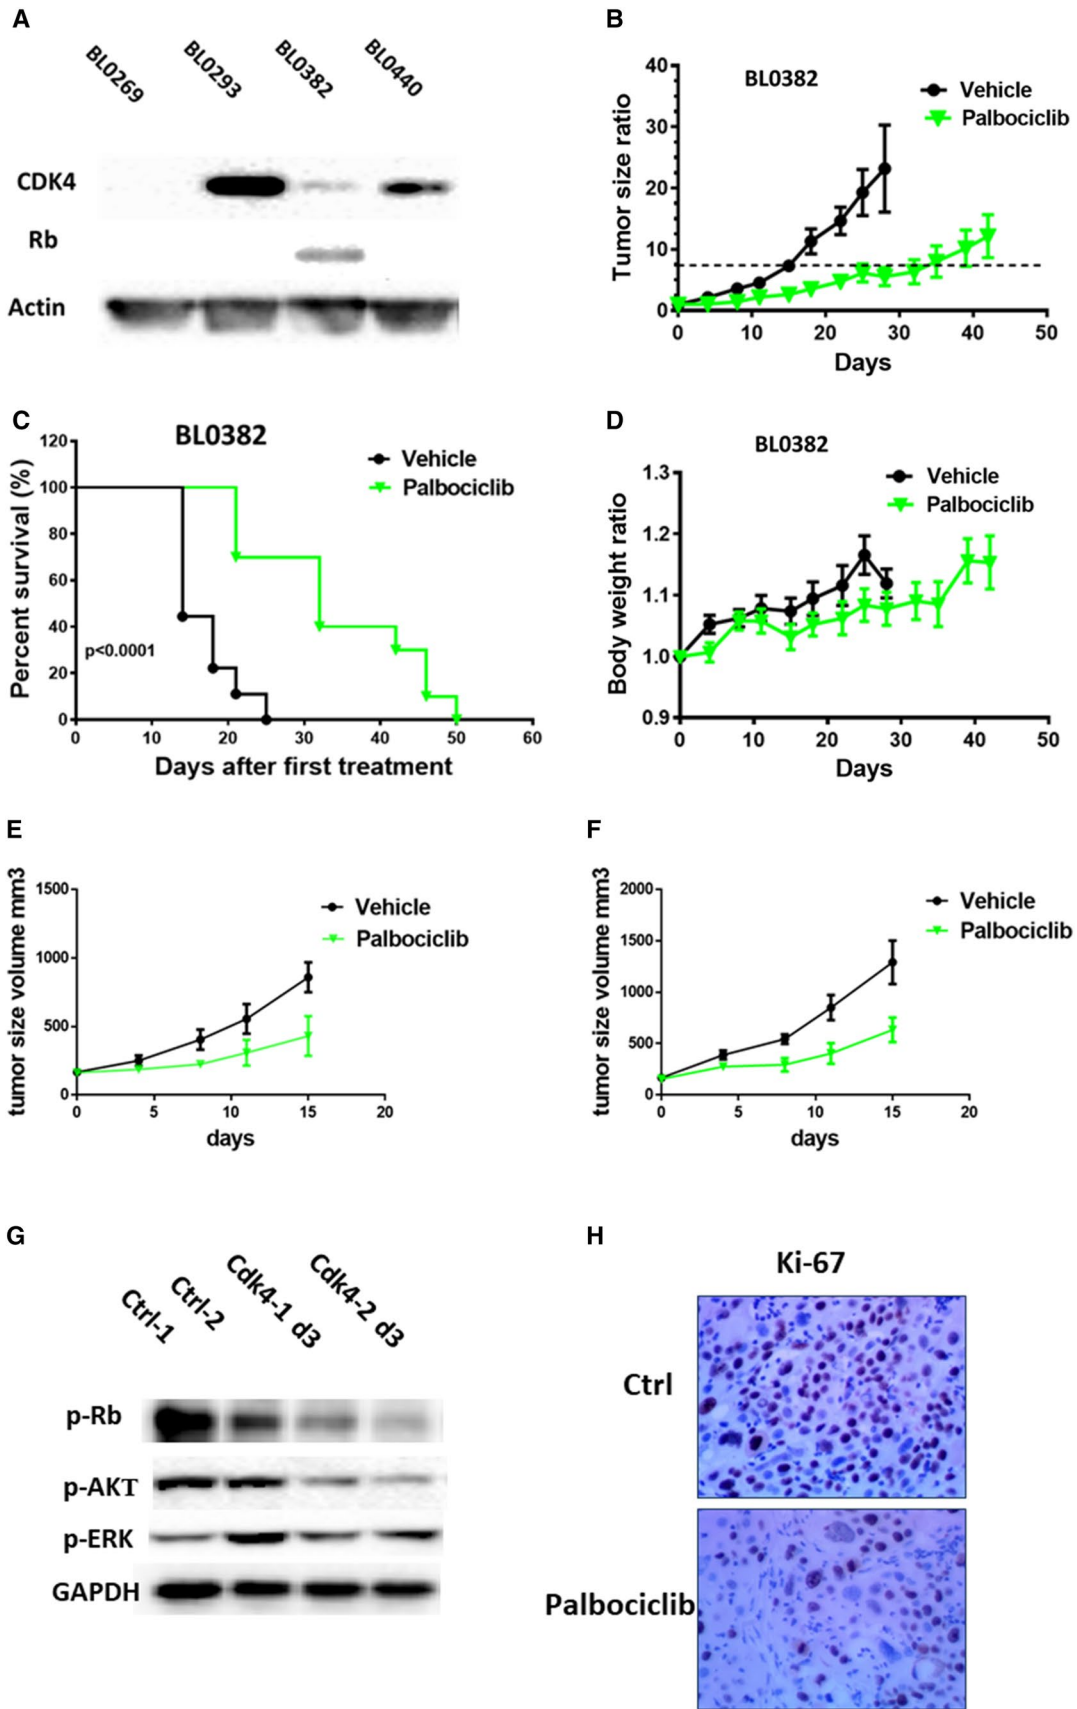 A
BL0269
BL0293
BL0382
BL0440
CDK4
Rb
Actin
B
BL0382
Vehicle
Palbociclib
Tumor size ratio
40
30
20
10
0
0 10 20 30 40 50
Days
C
BL0382
Vehicle
Palbociclib
Percent survival (%)
120
100
80
60
40
20
0
p<0.0001
0 10 20 30 40 50 60
Days after first treatment
D
BL0382
Vehicle
Palbociclib
Body weight ratio
1.3
1.2
1.1
1.0
0.9
0 10 20 30 40 50
Days
E
tumor size volume mm3
Vehicle
Palbociclib
1500
1000
500
0
0 5 10 15 20
days
F
tumor size volume mm3
Vehicle
Palbociclib
2000
1500
1000
500
0
0 5 10 15 20
days
G
Ctrl-1
Ctrl-2
Cdk4-1 d3
Cdk4-2 d3
p-Rb
p-AKT
p-ERK
GAPDH
H
Ki-67
Ctrl
Palbociclib